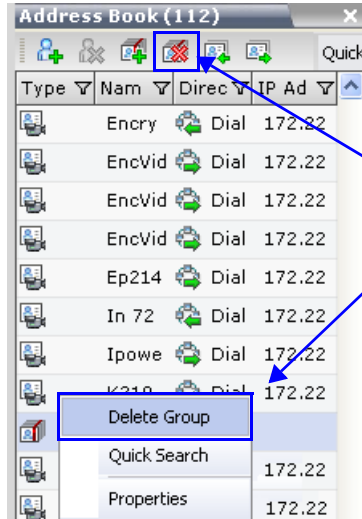 Address Book (112)
Quick
Type Nam Direc IP Ad
Encry Dial 172.22
EncVid Dial 172.22
EncVid Dial 172.22
EncVid Dial 172.22
Ep214 Dial 172.22
In 72 Dial 172.22
Ipowe Dial 172.22
K210 Dial 172.22
Delete Group
Quick Search
172.22
Properties
172.22